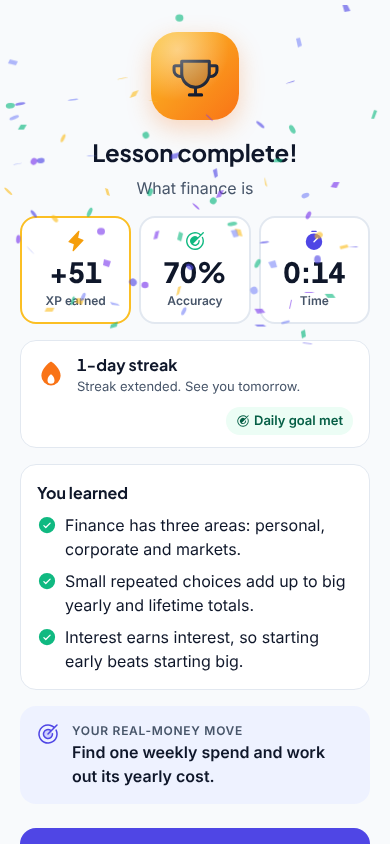 Lesson complete!
What finance is
+51
XP earned
70%
Accuracy
0:14
Time
1-day streak
Streak extended. See you tomorrow.
Daily goal met
You learned
Finance has three areas: personal,
corporate and markets.
Small repeated choices add up to big
yearly and lifetime totals.
Interest earns interest, so starting
early beats starting big.
YOUR REAL-MONEY MOVE
Find one weekly spend and work
out its yearly cost.